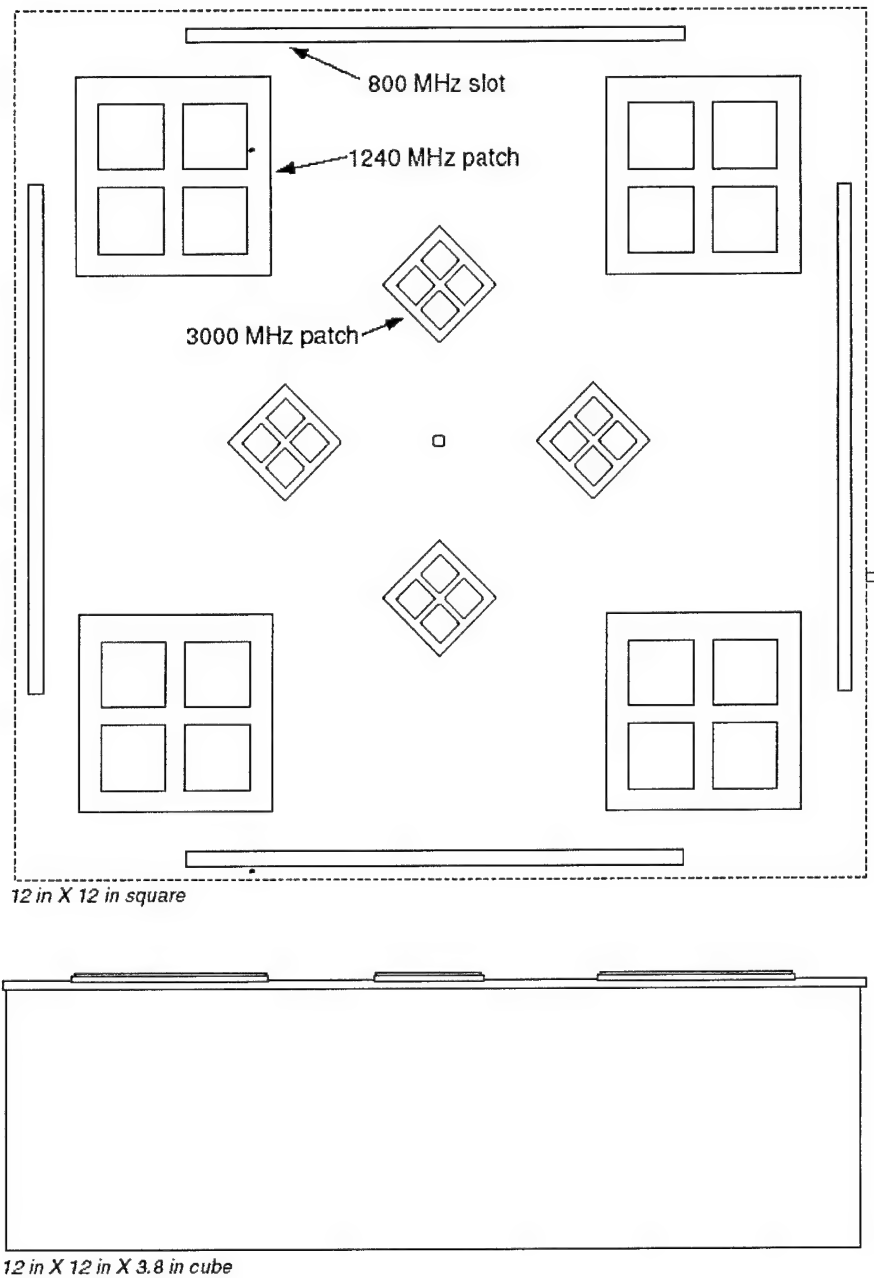 800 MHz slot
1240 MHz patch
3000 MHz patch
12 in X 12 in square
12 in X 12 in X 3.8 in cube